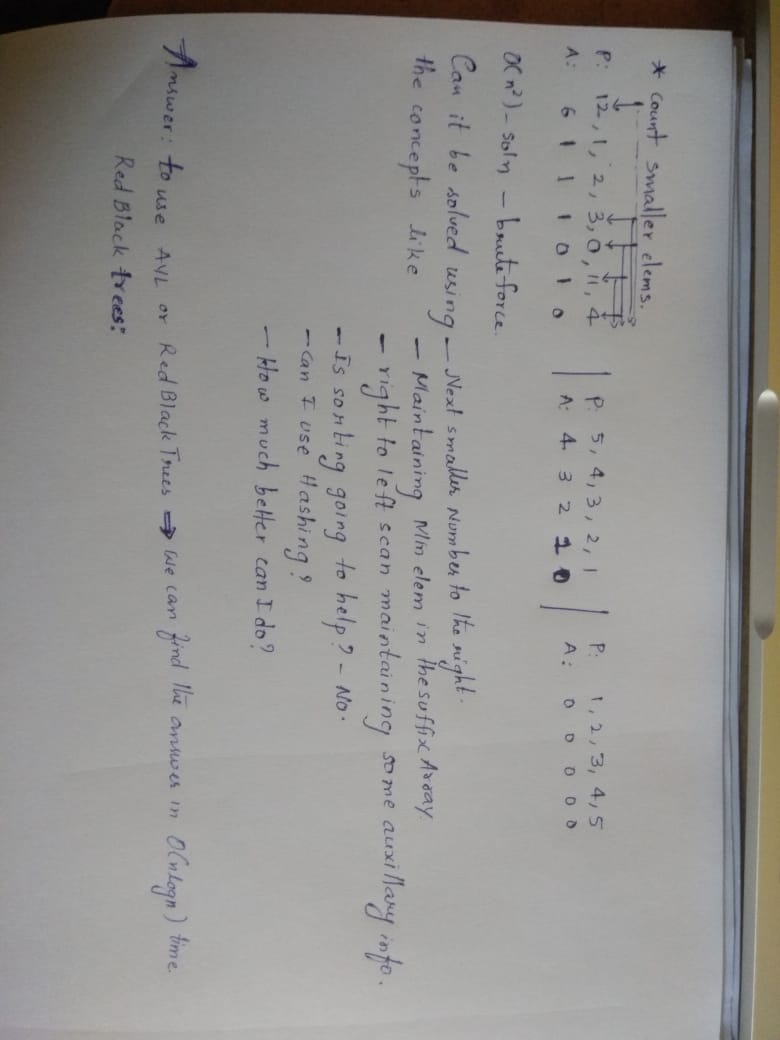 * Count smaller elems.
P: 12, 1, 2, 3, 0, 11, 4 | P: 5, 4, 3, 2, 1 | P: 1, 2, 3, 4, 5
A: 6 1 1 1 0 1 0 | A: 4 3 2 1 0 | A: 0 0 0 0 0
O(n²) - soln - bruteforce.
Can it be solved using - Next smaller Number to the right.
the concepts like - Maintaining Min elem in the suffix Array.
- right to left scan maintaining some auxillary info.
- Is sorting going to help? - No.
- Can I use Hashing?
- How much better can I do?
Answer: to use AVL or Red Black Trees ⇒ we can find the answer in O(nlogn) time.
Red Black trees: